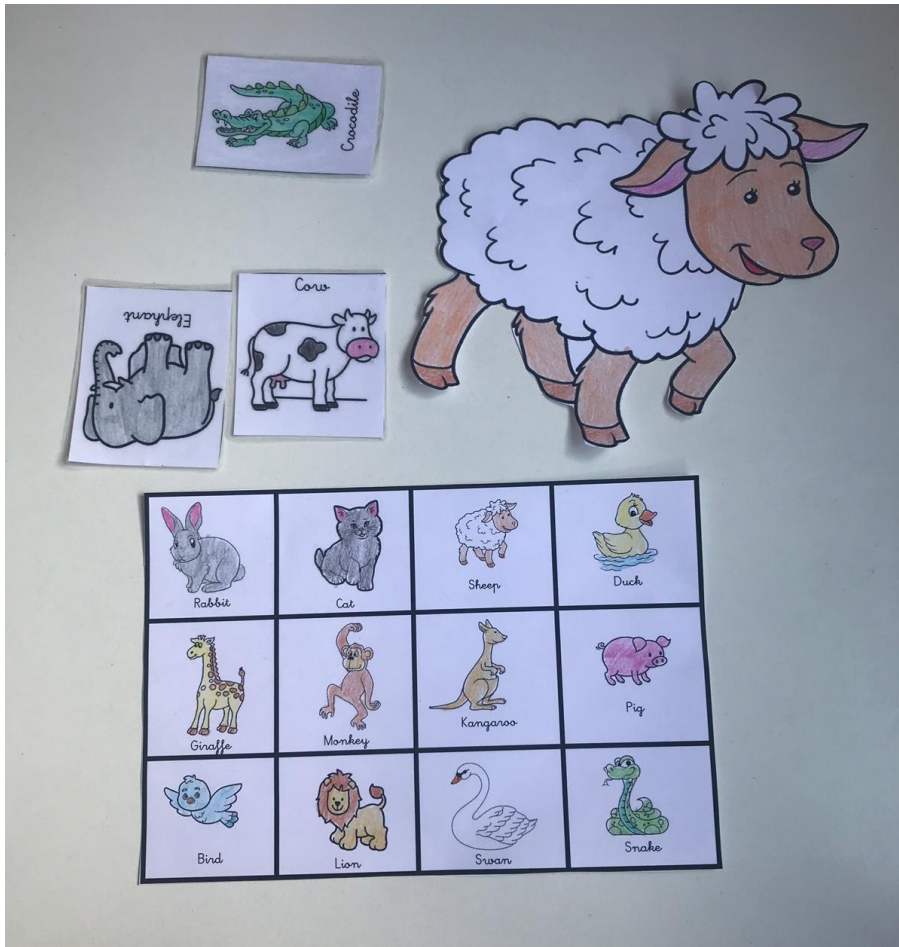 Crocodile
Elephant
Cow
Rabbit
Cat
Sheep
Duck
Giraffe
Monkey
Kangaroo
Pig
Bird
Lion
Swan
Snake